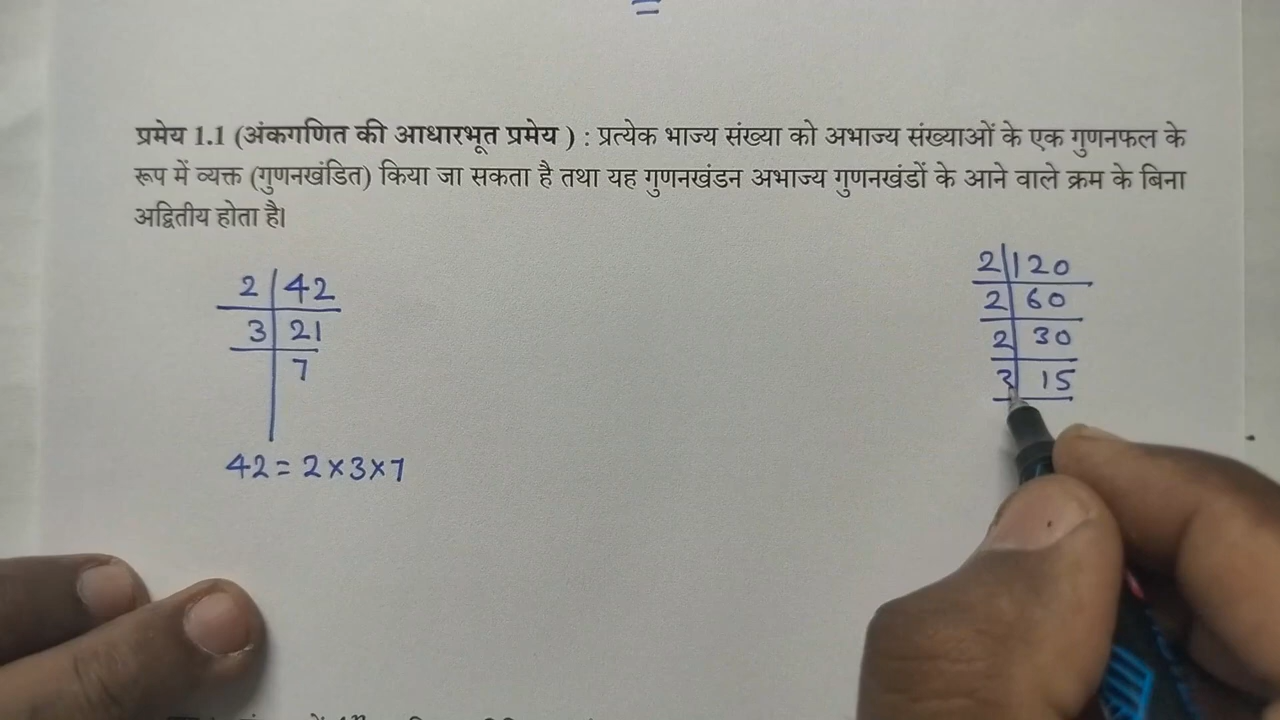 प्रमेय 1.1 (अंकगणित की आधारभूत प्रमेय ) : प्रत्येक भाज्य संख्या को अभाज्य संख्याओं के एक गुणनफल के
रूप में व्यक्त (गुणनखंडित) किया जा सकता है तथा यह गुणनखंडन अभाज्य गुणनखंडों के आने वाले क्रम के बिना
अद्वितीय होता है।
2 | 42
3 | 21
7
42 = 2 × 3 × 7
2 | 120
2 | 60
2 | 30
3 | 15